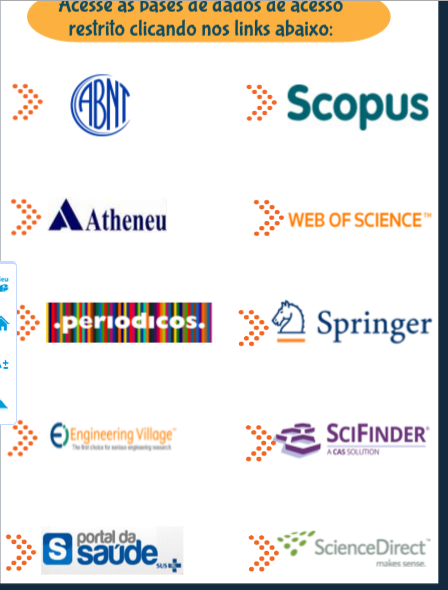 Acesse as bases de dados de acesso
restrito clicando nos links abaixo:
ABNT
Scopus
Atheneu
WEB OF SCIENCE™
.periodicos.
Springer
Engineering Village™
The first choice for serious engineering research
SCIFINDER®
A CAS SOLUTION
S portal da
saúde
SUS
ScienceDirect™
makes sense.